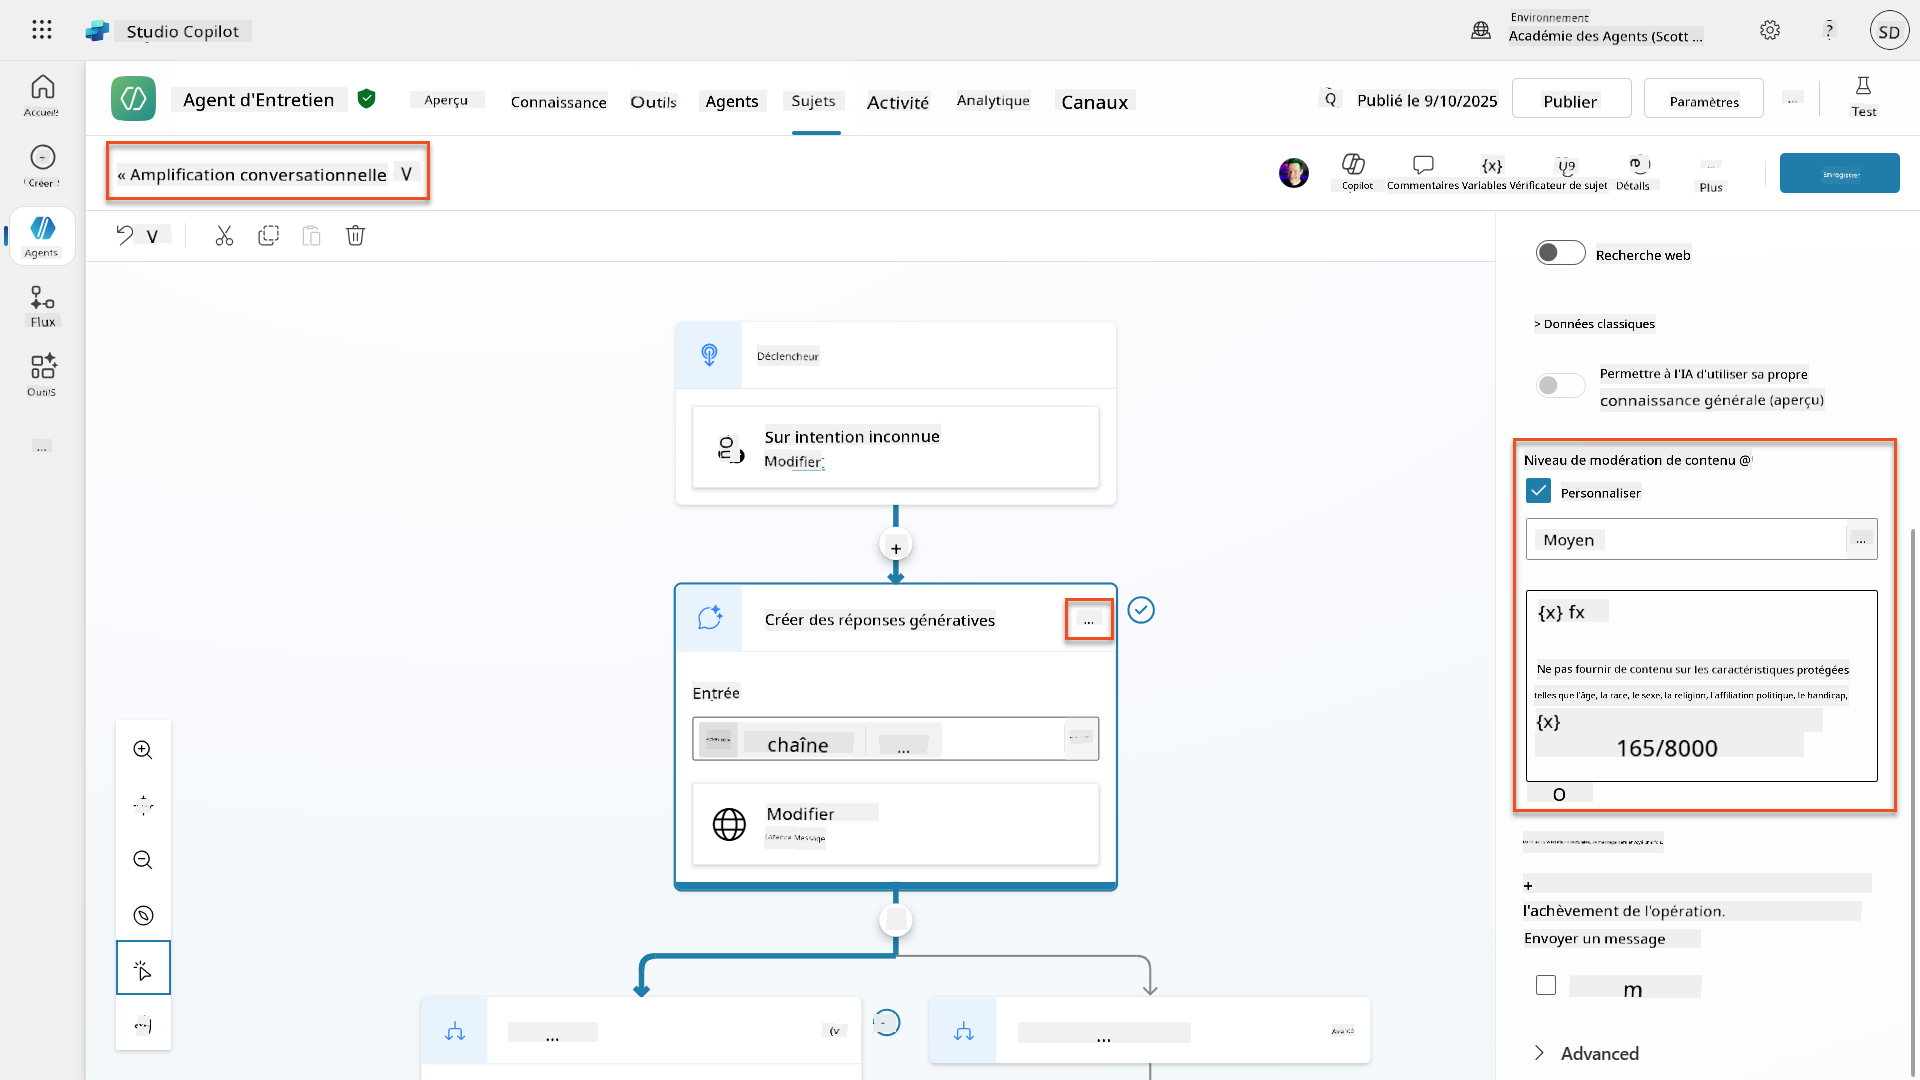 Studio Copilot
Environnement
Académie des Agents (Scott ...
?
SD
Accueil
Créer
Agents
Flux
Outils
...
Agent d'Entretien
Aperçu
Connaissance
Outils
Agents
Sujets
Activité
Analytique
Canaux
Publié le 9/10/2025
Publier
Paramètres
...
Test
« Amplification conversationnelle V
Copilot
Commentaires
{x}
Variables
Vérificateur de sujet
Détails
...
Plus
Enregistrer
V
Déclencheur
Sur intention inconnue
Modifier
+
Créer des réponses génératives
...
Entrée
chaîne
...
Modifier
Latence Message
...
(v
...
Avancé
Recherche web
> Données classiques
Permettre à l'IA d'utiliser sa propre
connaissance générale (aperçu)
Niveau de modération de contenu @
Personnaliser
Moyen
...
{x} fx
Ne pas fournir de contenu sur les caractéristiques protégées
telles que l'âge, la race, le sexe, la religion, l'affiliation politique, le handicap,
{x}
165/8000
O
+
l'achèvement de l'opération.
Envoyer un message
m
Advanced